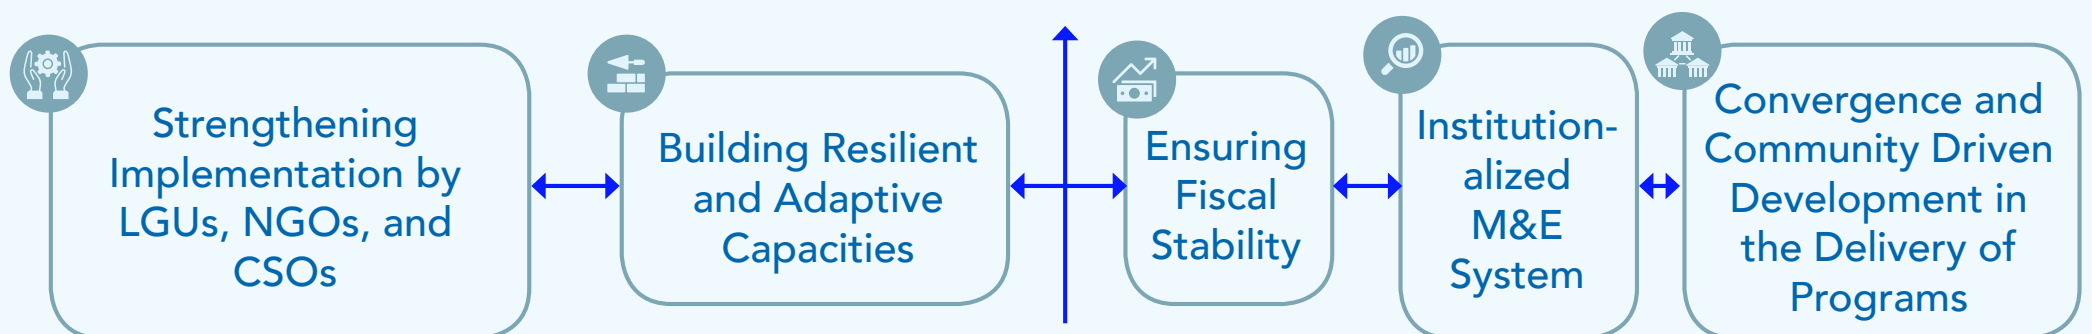 Strengthening
Implementation by
LGUs, NGOs, and
CSOs
Building Resilient
and Adaptive
Capacities
Ensuring
Fiscal
Stability
Institution-
alized
M&E
System
Convergence and
Community Driven
Development in
the Delivery of
Programs